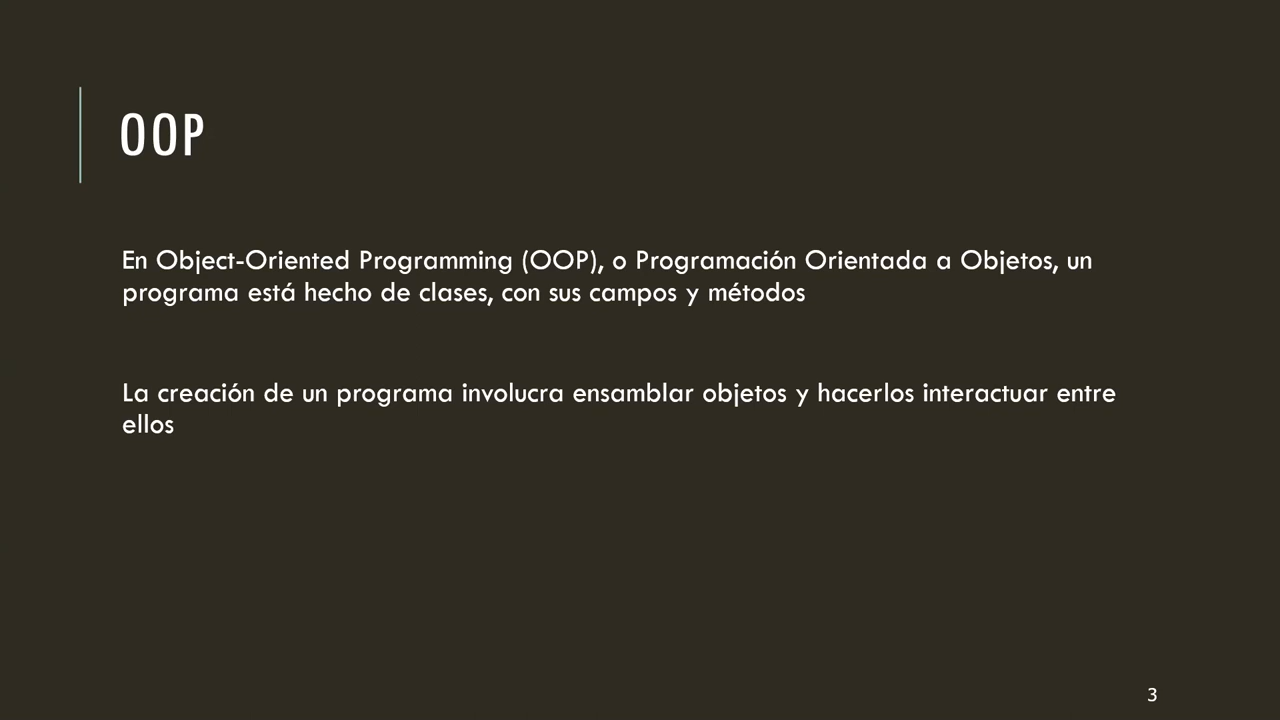 OOP
En Object-Oriented Programming (OOP), o Programación Orientada a Objetos, un
programa está hecho de clases, con sus campos y métodos
La creación de un programa involucra ensamblar objetos y hacerlos interactuar entre
ellos
3